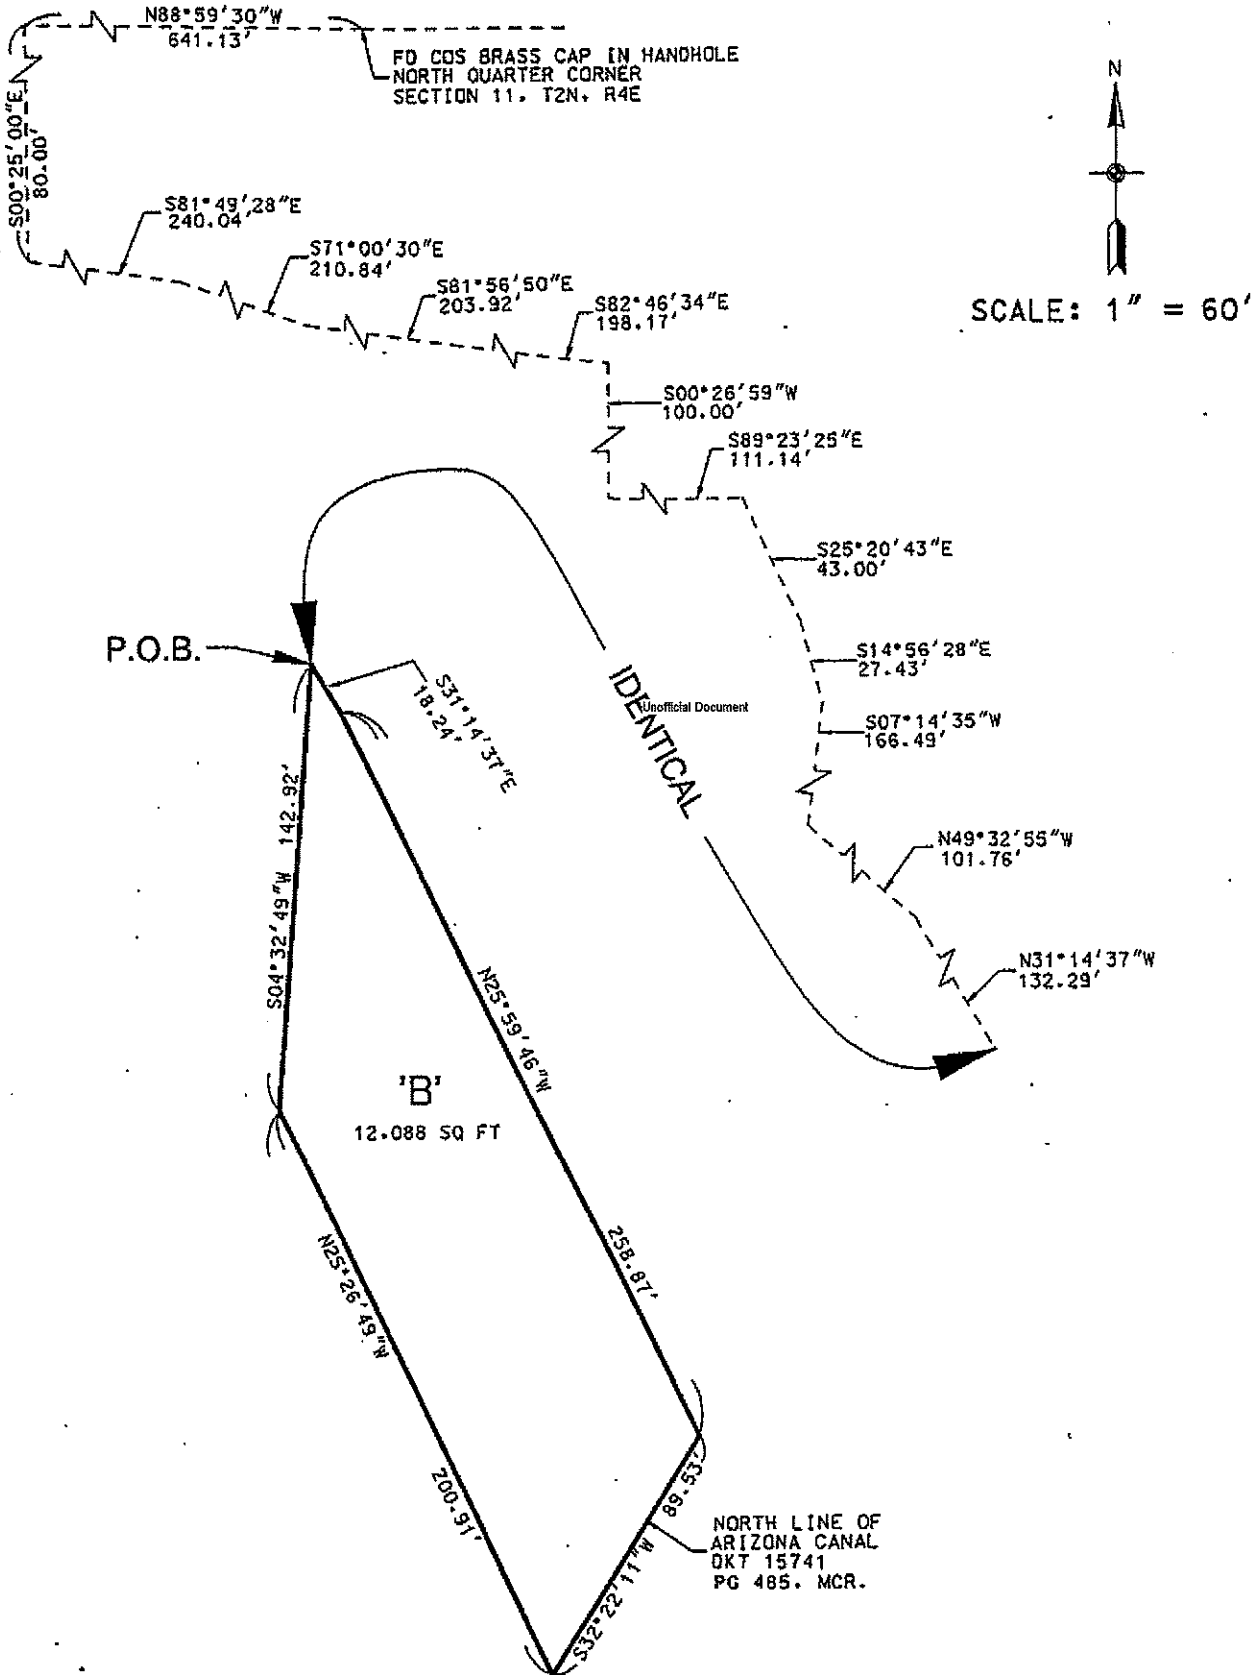 N88°59'30"W
641.13'
FD COS BRASS CAP IN HANDHOLE
NORTH QUARTER CORNER
SECTION 11, T2N, R4E
N
S00°25'00"E
80.00'
SCALE: 1" = 60'
S81°49'28"E
240.04'
S71°00'30"E
210.84'
S81°56'50"E
203.92'
S82°46'34"E
198.17'
S00°26'59"W
100.00'
S89°23'25"E
111.14'
S25°20'43"E
43.00'
S14°56'28"E
27.43'
S07°14'35"W
166.49'
N49°32'55"W
101.76'
N31°14'37"W
132.29'
P.O.B.
S31°14'37"E
18.24'
IDENTICAL
Unofficial Document
S04°32'49"W 142.92'
N25°59'46"W
258.87'
'B'
12.088 SQ FT
N25°26'49"W
200.91'
S32°22'11"W 89.53'
NORTH LINE OF
ARIZONA CANAL
DKT 15741
PG 485. MCR.